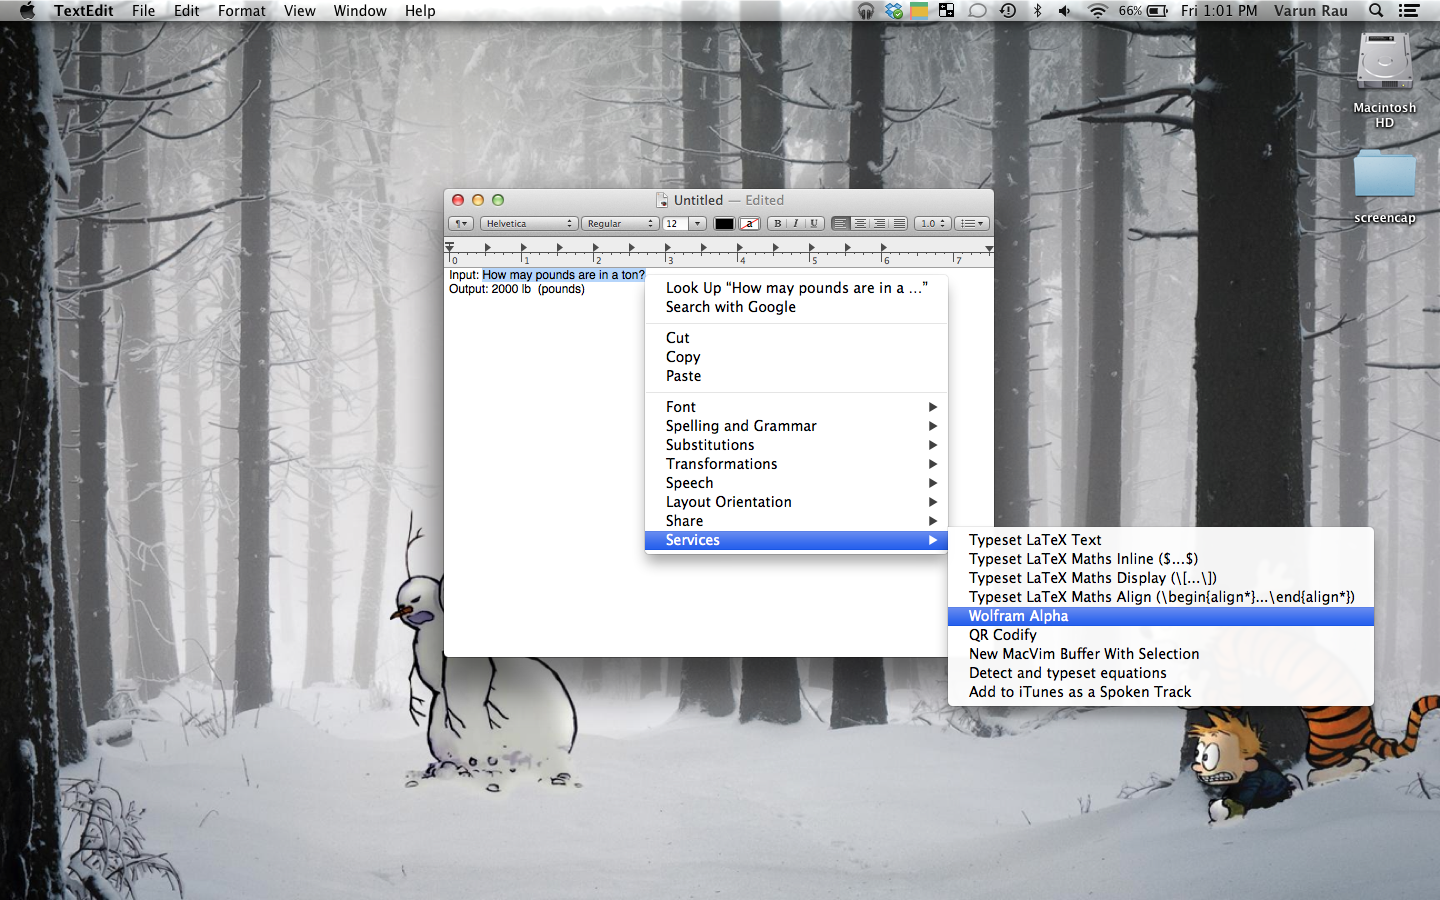 TextEdit File Edit Format View Window Help 66% Fri 1:01 PM Varun Rau
Macintosh
HD
screencap
Untitled — Edited
Helvetica Regular 12 a B I U 1.0
0 1 2 3 4 5 6 7
Input: How may pounds are in a ton?
Output: 2000 lb  (pounds)
Look Up “How may pounds are in a ...”
Search with Google
Cut
Copy
Paste
Font
Spelling and Grammar
Substitutions
Transformations
Speech
Layout Orientation
Share
Services
Typeset LaTeX Text
Typeset LaTeX Maths Inline ($...$)
Typeset LaTeX Maths Display (\[...\])
Typeset LaTeX Maths Align (\begin{align*}...\end{align*})
Wolfram Alpha
QR Codify
New MacVim Buffer With Selection
Detect and typeset equations
Add to iTunes as a Spoken Track